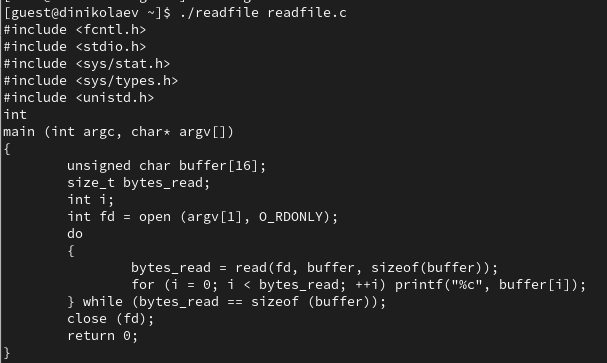 [guest@dinikolaev ~]$ ./readfile readfile.c
#include <fcntl.h>
#include <stdio.h>
#include <sys/stat.h>
#include <sys/types.h>
#include <unistd.h>
int
main (int argc, char* argv[])
{
        unsigned char buffer[16];
        size_t bytes_read;
        int i;
        int fd = open (argv[1], O_RDONLY);
        do
        {
                bytes_read = read(fd, buffer, sizeof(buffer));
                for (i = 0; i < bytes_read; ++i) printf("%c", buffer[i]);
        } while (bytes_read == sizeof (buffer));
        close (fd);
        return 0;
}